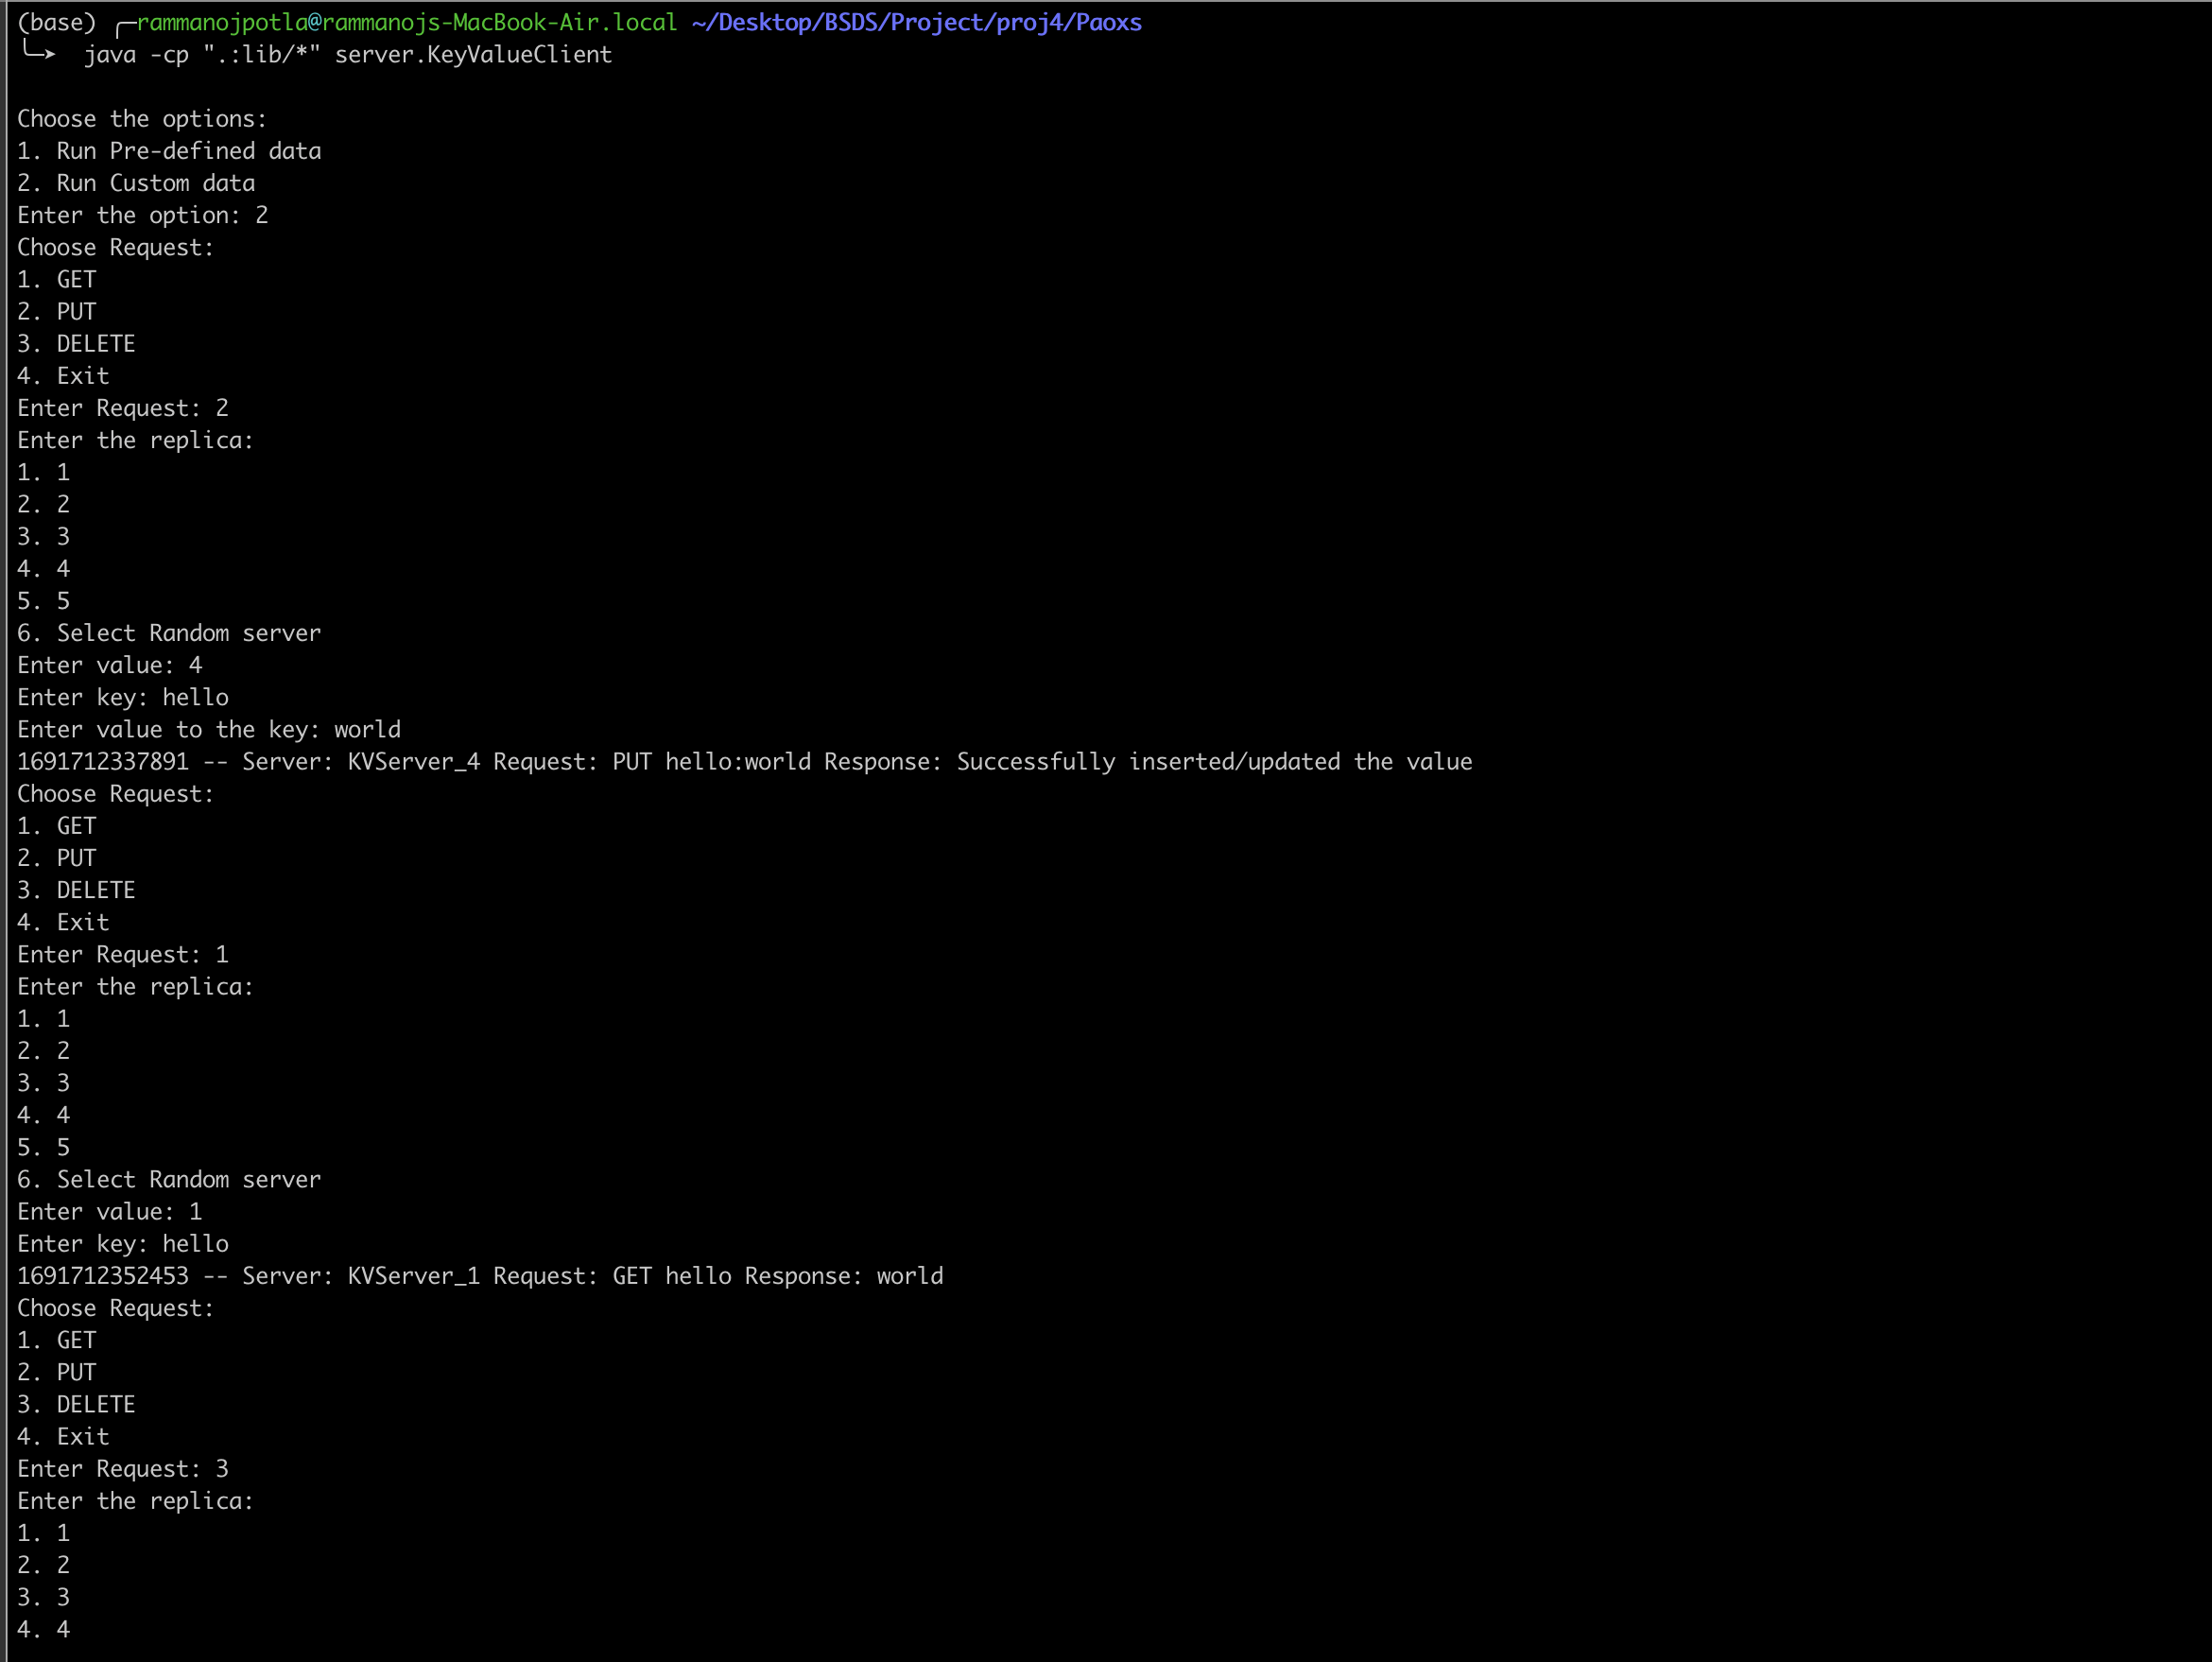 (base) ╭─rammanojpotla@rammanojs-MacBook-Air.local ~/Desktop/BSDS/Project/proj4/Paoxs
╰─➤  java -cp ".:lib/*" server.KeyValueClient
Choose the options:
1. Run Pre-defined data
2. Run Custom data
Enter the option: 2
Choose Request:
1. GET
2. PUT
3. DELETE
4. Exit
Enter Request: 2
Enter the replica:
1. 1
2. 2
3. 3
4. 4
5. 5
6. Select Random server
Enter value: 4
Enter key: hello
Enter value to the key: world
1691712337891 -- Server: KVServer_4 Request: PUT hello:world Response: Successfully inserted/updated the value
Choose Request:
1. GET
2. PUT
3. DELETE
4. Exit
Enter Request: 1
Enter the replica:
1. 1
2. 2
3. 3
4. 4
5. 5
6. Select Random server
Enter value: 1
Enter key: hello
1691712352453 -- Server: KVServer_1 Request: GET hello Response: world
Choose Request:
1. GET
2. PUT
3. DELETE
4. Exit
Enter Request: 3
Enter the replica:
1. 1
2. 2
3. 3
4. 4